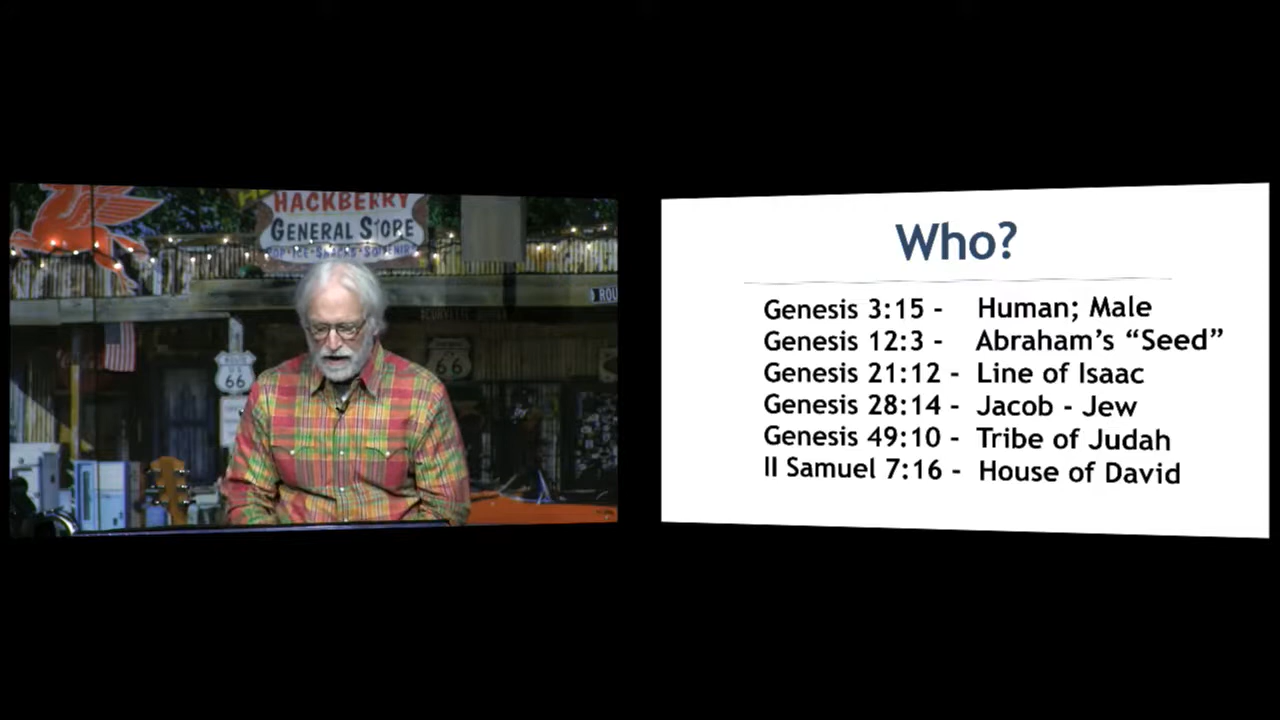 HACKBERRY
GENERAL STORE
ROU
66
66
Who?
Genesis 3:15 - Human; Male
Genesis 12:3 - Abraham’s “Seed”
Genesis 21:12 - Line of Isaac
Genesis 28:14 - Jacob - Jew
Genesis 49:10 - Tribe of Judah
II Samuel 7:16 - House of David